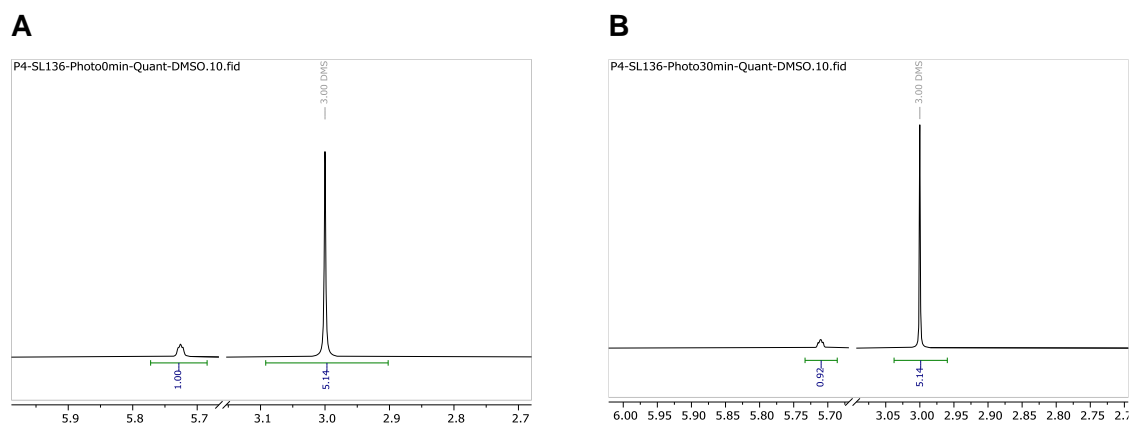 A
B
P4-SL136-Photo0min-Quant-DMSO.10.fid
3.00 DMS
1.00
5.14
5.9 5.8 5.7 3.1 3.0 2.9 2.8 2.7
P4-SL136-Photo30min-Quant-DMSO.10.fid
3.00 DMS
0.92
5.14
6.00 5.95 5.90 5.85 5.80 5.75 5.70 3.05 3.00 2.95 2.90 2.85 2.80 2.75 2.7